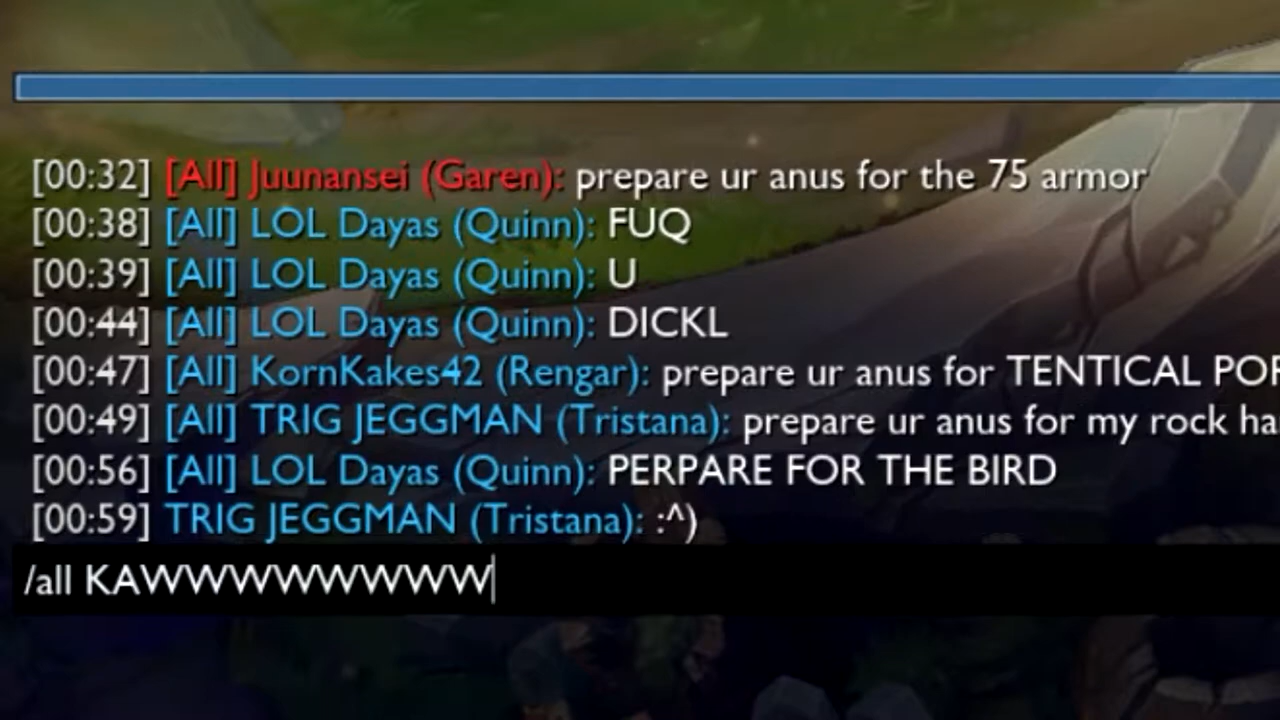 [00:32] [All] Juunansei (Garen): prepare ur anus for the 75 armor
[00:38] [All] LOL Dayas (Quinn): FUQ
[00:39] [All] LOL Dayas (Quinn): U
[00:44] [All] LOL Dayas (Quinn): DICKL
[00:47] [All] KornKakes42 (Rengar): prepare ur anus for TENTICAL
[00:49] [All] TRIG JEGGMAN (Tristana): prepare ur anus for my rock
[00:56] [All] LOL Dayas (Quinn): PERPARE FOR THE BIRD
[00:59] TRIG JEGGMAN (Tristana): :^)
/all KAWWWWWWWWW